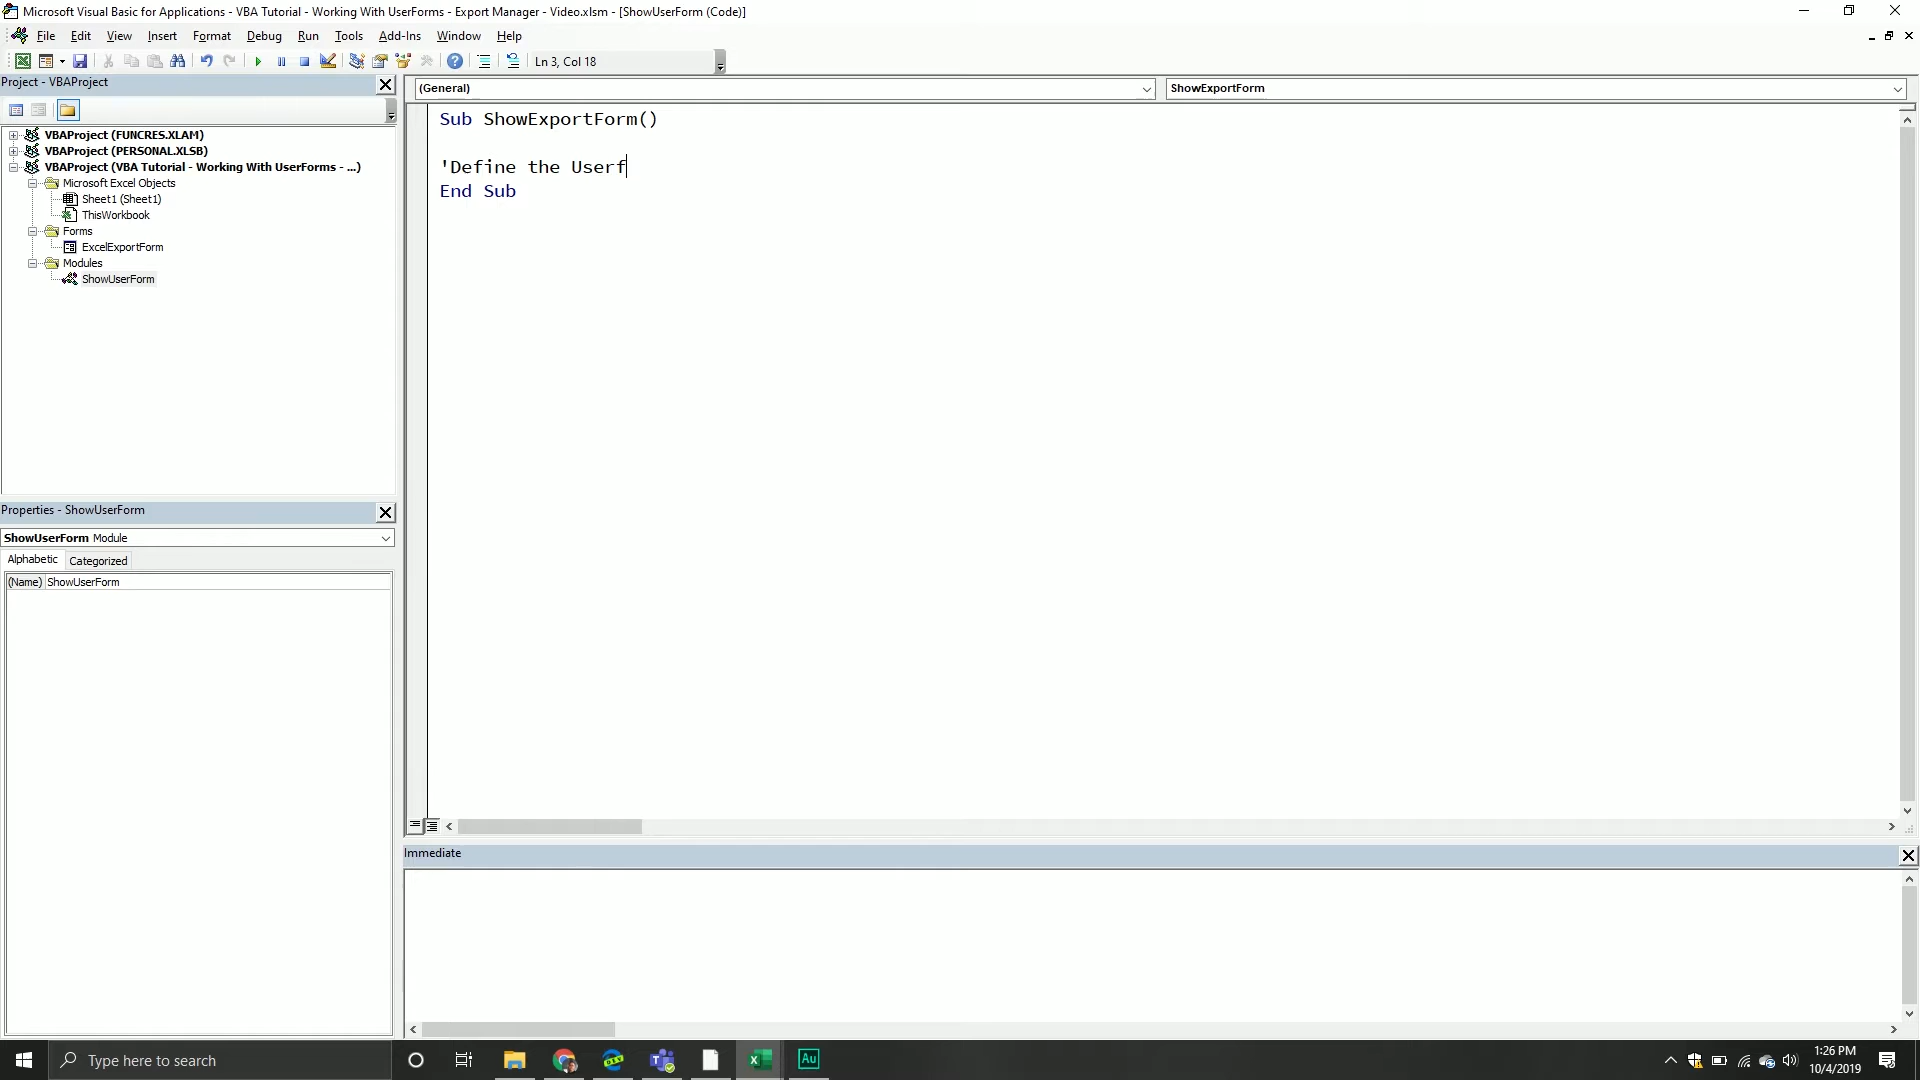 Microsoft Visual Basic for Applications - VBA Tutorial - Working With UserForms - Export Manager - Video.xlsm - [ShowUserForm (Code)]
File Edit View Insert Format Debug Run Tools Add-Ins Window Help
Ln 3, Col 18
Project - VBAProject
VBAProject (FUNCRES.XLAM)
VBAProject (PERSONAL.XLSB)
VBAProject (VBA Tutorial - Working With UserForms - ...)
Microsoft Excel Objects
Sheet1 (Sheet1)
ThisWorkbook
Forms
ExcelExportForm
Modules
ShowUserForm
Properties - ShowUserForm
ShowUserForm Module
Alphabetic Categorized
(Name) ShowUserForm
(General) ShowExportForm
Sub ShowExportForm()
'Define the Userf
End Sub
Immediate
Type here to search
Au
1:26 PM
10/4/2019